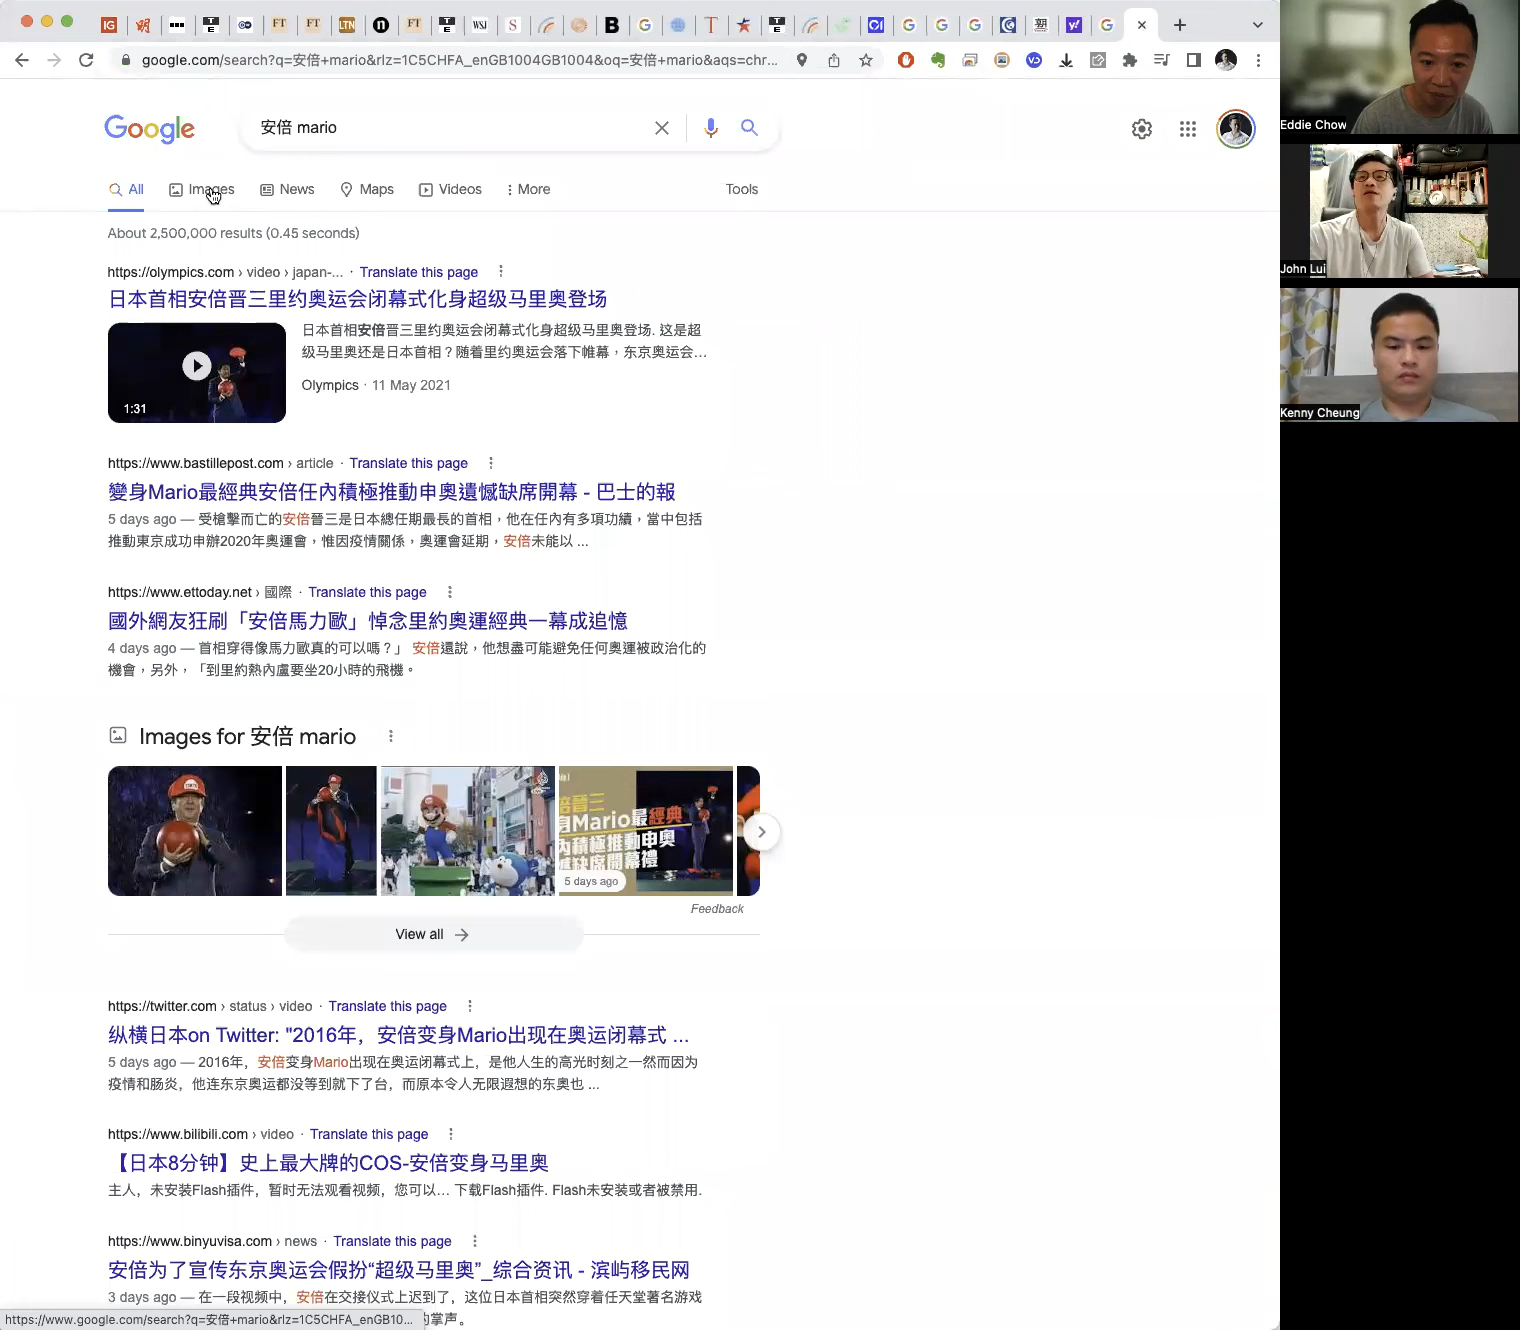 google.com/search?q=安倍+mario&rlz=1C5CHFA_enGB1004GB1004&oq=安倍+mario&aqs=chr...
Google
安倍 mario
All
Images
News
Maps
Videos
More
Tools
About 2,500,000 results (0.45 seconds)
https://olympics.com › video › japan-... · Translate this page
日本首相安倍晋三里约奥运会闭幕式化身超级马里奥登场
日本首相安倍晋三里约奥运会闭幕式化身超级马里奥登场. 这是超
级马里奥还是日本首相？随着里约奥运会落下帷幕，东京奥运会…
1:31
Olympics · 11 May 2021
https://www.bastillepost.com › article · Translate this page
變身Mario最經典安倍任內積極推動申奧遺憾缺席開幕 - 巴士的報
5 days ago — 受槍擊而亡的安倍晉三是日本總任期最長的首相，他在任內有多項功績，當中包括
推動東京成功申辦2020年奧運會，惟因疫情關係，奧運會延期，安倍未能以 ...
https://www.ettoday.net › 國際 · Translate this page
國外網友狂刷「安倍馬力歐」悼念里約奧運經典一幕成追憶
4 days ago — 首相穿得像馬力歐真的可以嗎？」 安倍還說，他想盡可能避免任何奧運被政治化的
機會，另外，「到里約熱內盧要坐20小時的飛機。
Images for 安倍 mario
倍晉三
身Mario最經典
內積極推動申奧
憾缺席開幕禮
5 days ago
Feedback
View all
https://twitter.com › status › video · Translate this page
纵横日本on Twitter: "2016年，安倍变身Mario出现在奥运闭幕式 ...
5 days ago — 2016年，安倍变身Mario出现在奥运闭幕式上，是他人生的高光时刻之一然而因为
疫情和肠炎，他连东京奥运都没等到就下了台，而原本令人无限遐想的东奥也 ...
https://www.bilibili.com › video · Translate this page
【日本8分钟】史上最大牌的COS-安倍变身马里奥
主人，未安装Flash插件，暂时无法观看视频，您可以… 下载Flash插件. Flash未安装或者被禁用.
https://www.binyuvisa.com › news · Translate this page
安倍为了宣传东京奥运会假扮“超级马里奥”_综合资讯 - 滨屿移民网
3 days ago — 在一段视频中，安倍在交接仪式上迟到了，这位日本首相突然穿着任天堂著名游戏
的掌声。
https://www.google.com/search?q=安倍+mario&rlz=1C5CHFA_enGB10...
Eddie Chow
John Lui
Kenny Cheung